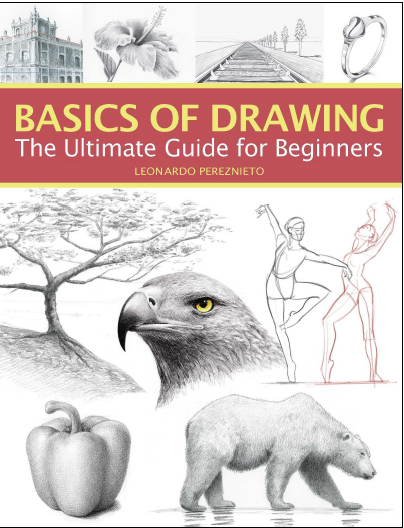 BASICS OF DRAWING
The Ultimate Guide for Beginners
LEONARDO PEREZNIETO